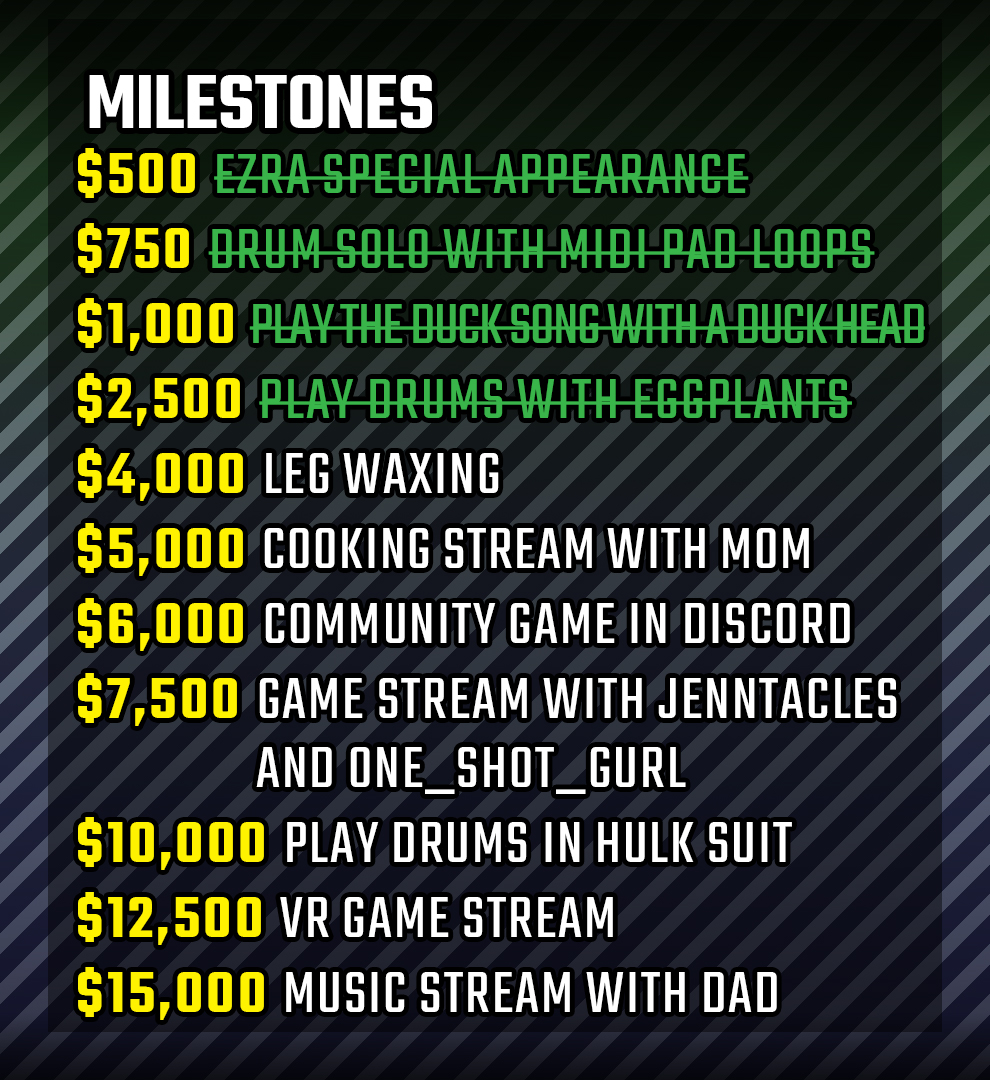 MILESTONES
$500 EZRA SPECIAL APPEARANCE
$750 DRUM SOLO WITH MIDI PAD LOOPS
$1,000 PLAY THE DUCK SONG WITH A DUCK HEAD
$2,500 PLAY DRUMS WITH EGGPLANTS
$4,000 LEG WAXING
$5,000 COOKING STREAM WITH MOM
$6,000 COMMUNITY GAME IN DISCORD
$7,500 GAME STREAM WITH JENNTACLES
AND ONE_SHOT_GURL
$10,000 PLAY DRUMS IN HULK SUIT
$12,500 VR GAME STREAM
$15,000 MUSIC STREAM WITH DAD